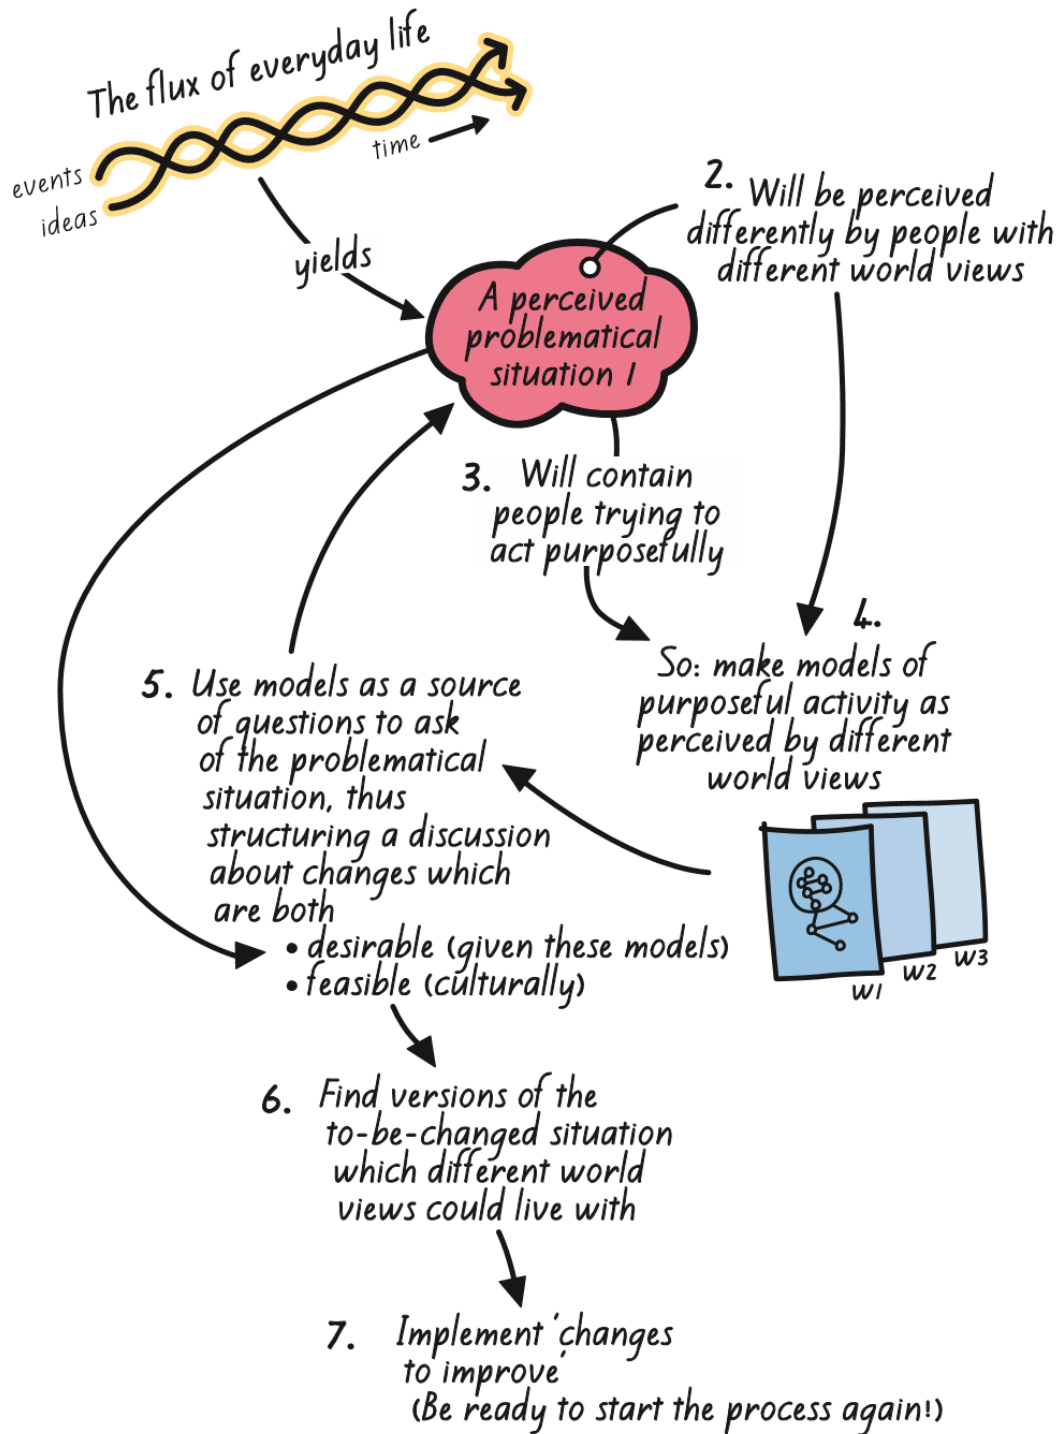 The flux of everyday life
events
ideas
time
yields
A perceived
problematical
situation 1
2. Will be perceived
differently by people with
different world views
3. Will contain
people trying to
act purposefully
4.
So: make models of
purposeful activity as
perceived by different
world views
W1
W2
W3
5. Use models as a source
of questions to ask
of the problematical
situation, thus
structuring a discussion
about changes which
are both
• desirable (given these models)
• feasible (culturally)
6. Find versions of the
to-be-changed situation
which different world
views could live with
7. Implement 'changes
to improve'
(Be ready to start the process again!)